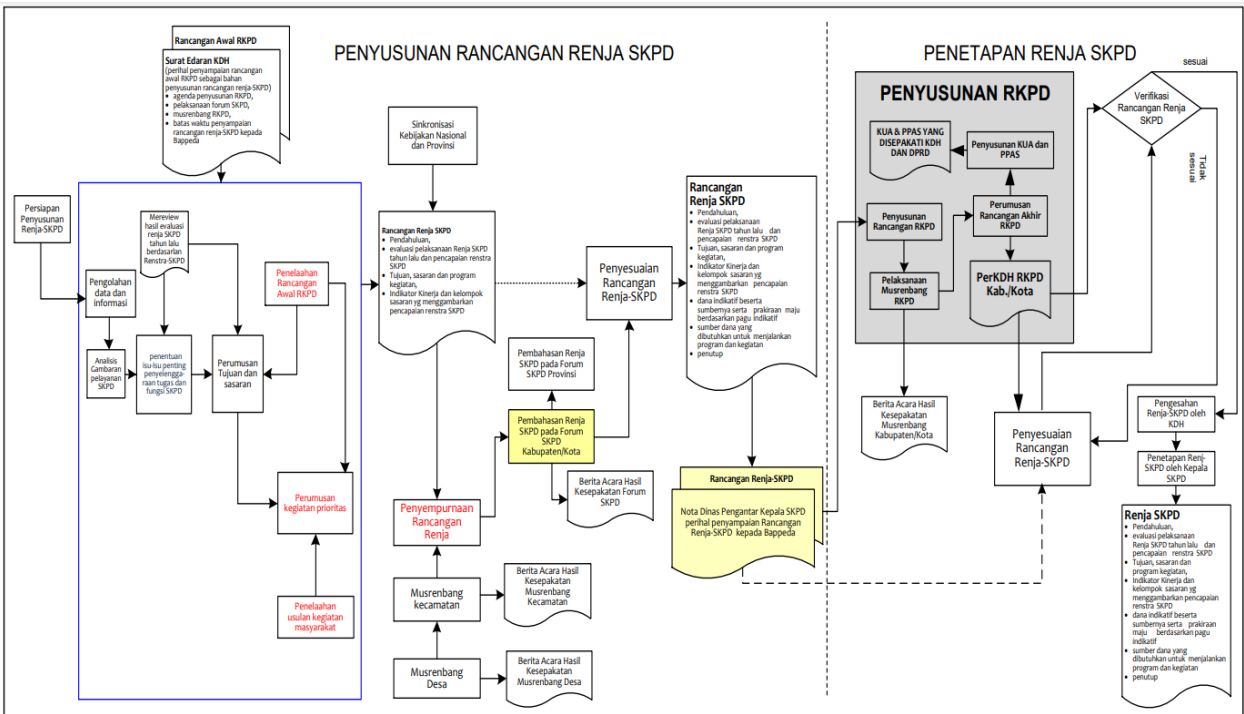 PENYUSUNAN RANCANGAN RENJA SKPD
PENETAPAN RENJA SKPD
Rancangan Awal RKPD
Surat Edaran KDH
(perihal penyampaian rancangan
awal RKPD sebagai bahan
penyusunan rancangan renja-SKPD)
• agenda penyusunan RKPD,
• pelaksanaan forum SKPD,
• musrenbang RKPD,
• batas waktu penyampaian
rancangan renja-SKPD kepada
Bappeda
Persiapan
Penyusunan
Renja-SKPD
Pengolahan
data dan
informasi
Analisis
Gambaran
pelayanan
SKPD
Mereview
hasil evaluasi
renja SKPD
tahun lalu
berdasarlan
Renstra-SKPD
penentuan
isu-isu penting
penyelengga-
raan tugas dan
fungsi SKPD
Perumusan
Tujuan dan
sasaran
Penelaahan
Rancangan
Awal RKPD
Perumusan
kegiatan prioritas
Penelaahan
usulan kegiatan
masyarakat
Sinkronisasi
Kebijakan Nasional
dan Provinsi
Rancangan Renja SKPD
• Pendahuluan,
• evaluasi pelaksanaan Renja SKPD
tahun lalu dan pencapaian renstra
SKPD
• Tujuan, sasaran dan program
kegiatan,
• Indikator Kinerja dan kelompok
sasaran yg menggambarkan
pencapaian renstra SKPD
Penyempurnaan
Rancangan
Renja
Musrenbang
kecamatan
Berita Acara Hasil
Kesepakatan
Musrenbang
Kecamatan
Musrenbang
Desa
Berita Acara Hasil
Kesepakatan
Musrenbang Desa
Pembahasan Renja
SKPD pada Forum
SKPD Provinsi
Pembahasan Renja
SKPD pada Forum
SKPD
Kabupaten/Kota
Berita Acara Hasil
Kesepakatan Forum
SKPD
Penyesuaian
Rancangan
Renja-SKPD
Rancangan
Renja SKPD
• Pendahuluan,
• evaluasi pelaksanaan
Renja SKPD tahun lalu dan
pencapaian renstra SKPD
• Tujuan, sasaran dan program
kegiatan,
• Indikator Kinerja dan
kelompok sasaran yg
menggambarkan pencapaian
renstra SKPD
• dana indikatif beserta
sumbernya serta prakiraan maju
berdasarkan pagu indikatif
• sumber dana yang
dibutuhkan untuk menjalankan
program dan kegiatan
• penutup
Rancangan Renja-SKPD
Nota Dinas Pengantar Kepala SKPD
perihal penyampaian Rancangan
Renja-SKPD kepada Bappeda
PENYUSUNAN RKPD
KUA & PPAS YANG
DISEPAKATI KDH
DAN DPRD
Penyusunan KUA dan
PPAS
Penyusunan
Rancangan RKPD
Perumusan
Rancangan Akhir
RKPD
Pelaksanaan
Musrenbang
RKPD
PerKDH RKPD
Kab./Kota
Berita Acara Hasil
Kesepakatan
Musrenbang
Kabupaten/Kota
Penyesuaian
Rancangan
Renja-SKPD
sesuai
Verifikasi
Rancangan Renja
SKPD
Tidak
sesuai
Pengesahan
Renja-SKPD oleh
KDH
Penetapan Renj-
SKPD oleh Kepala
SKPD
Renja SKPD
• Pendahuluan,
• evaluasi pelaksanaan
Renja SKPD tahun lalu dan
pencapaian renstra SKPD
• Tujuan, sasaran dan
program kegiatan,
• Indikator Kinerja dan
kelompok sasaran yg
menggambarkan pencapaian
renstra SKPD
• dana indikatif beserta
sumbernya serta prakiraan
maju berdasarkan pagu
indikatif
• sumber dana yang
dibutuhkan untuk menjalankan
program dan kegiatan
• penutup